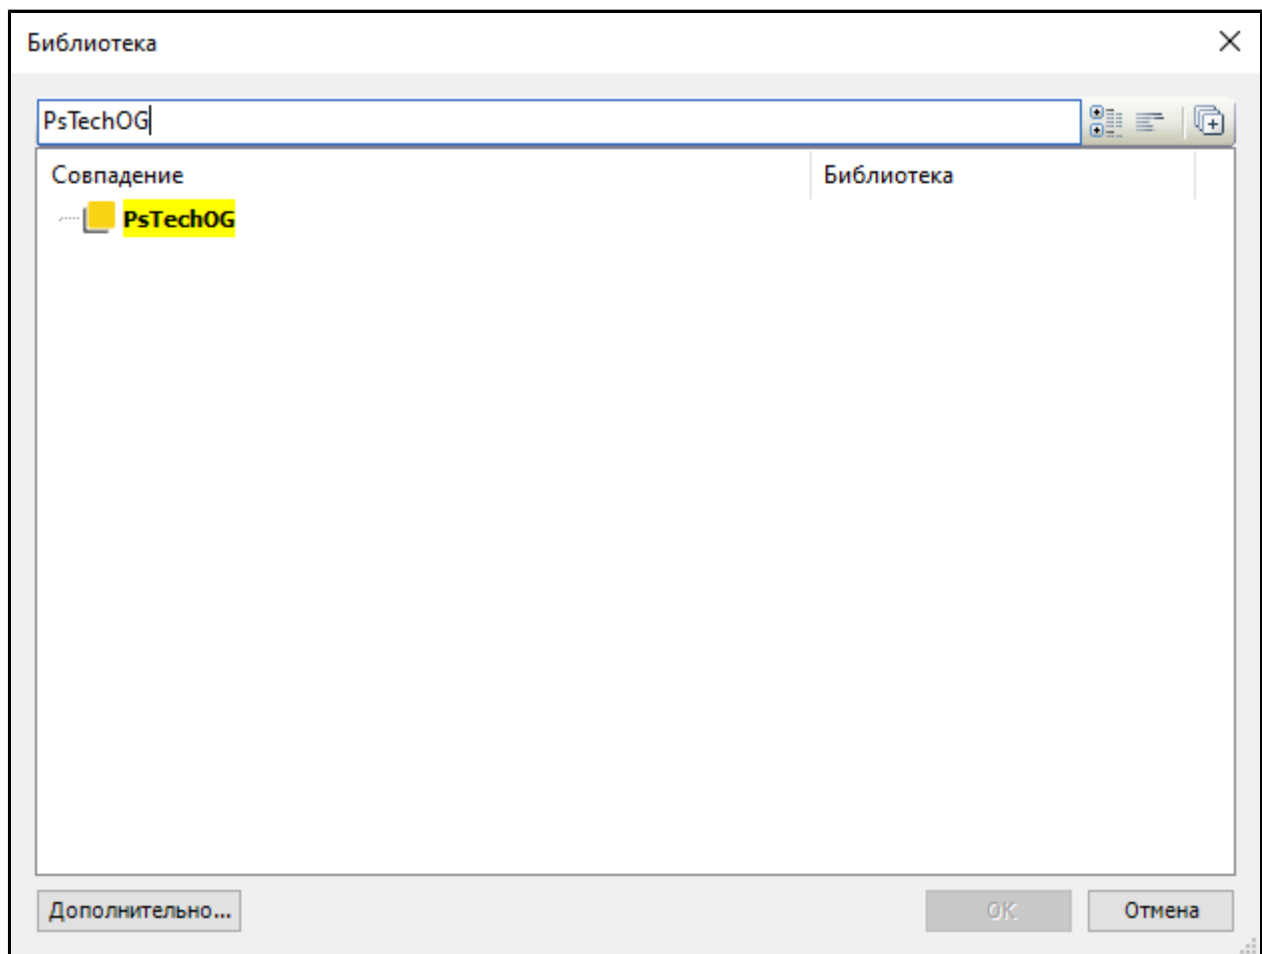 Библиотека
PsTechOG
Совпадение Библиотека
PsTechOG
Дополнительно... OK Отмена